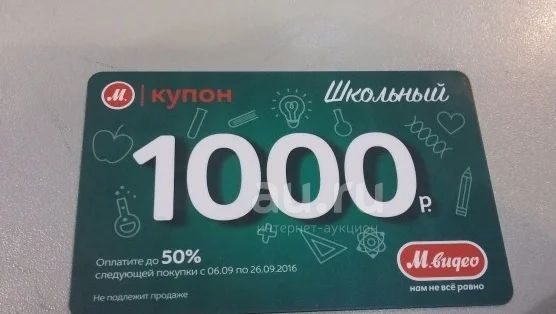 М. | купон
Школьный
1000 р.
au.ru
интернет-аукцион
Оплатите до 50%
следующей покупки с 06.09 по 26.09.2016
Не подлежит продаже
М.видео
нам не всё равно